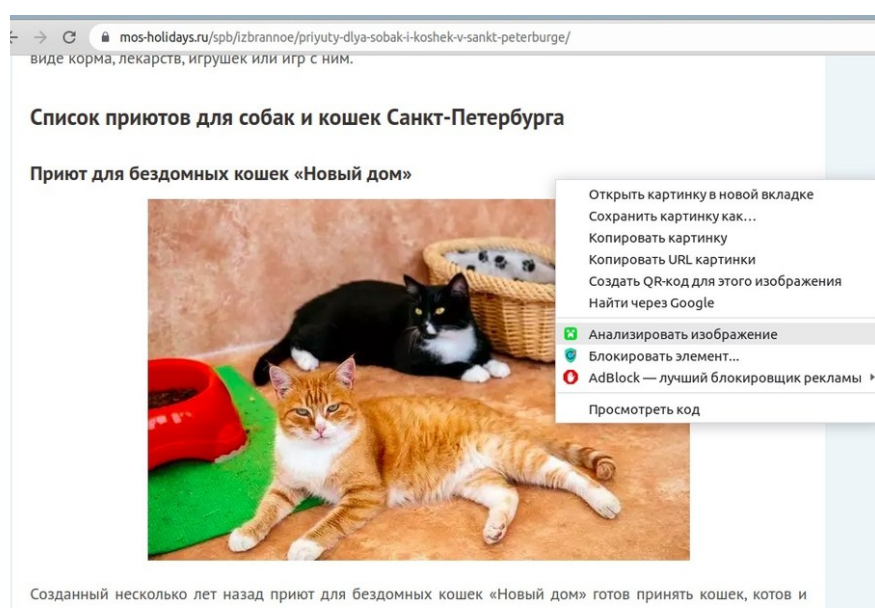 mos-holidays.ru/spb/izbrannoe/priyuty-dlya-sobak-i-koshek-v-sankt-peterburge/
виде корма, лекарств, игрушек или игр с ним.
Список приютов для собак и кошек Санкт-Петербурга
Приют для бездомных кошек «Новый дом»
Открыть картинку в новой вкладке
Сохранить картинку как…
Копировать картинку
Копировать URL картинки
Создать QR-код для этого изображения
Найти через Google
Анализировать изображение
Блокировать элемент...
AdBlock — лучший блокировщик рекламы
Просмотреть код
Созданный несколько лет назад приют для бездомных кошек «Новый дом» готов принять кошек, котов и